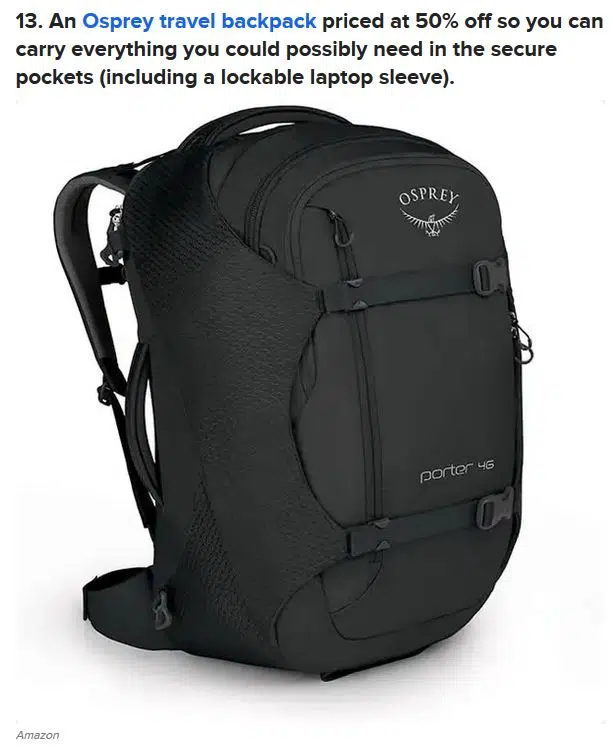 13. An Osprey travel backpack priced at 50% off so you can
carry everything you could possibly need in the secure
pockets (including a lockable laptop sleeve).
OSPREY
porter 46
Amazon